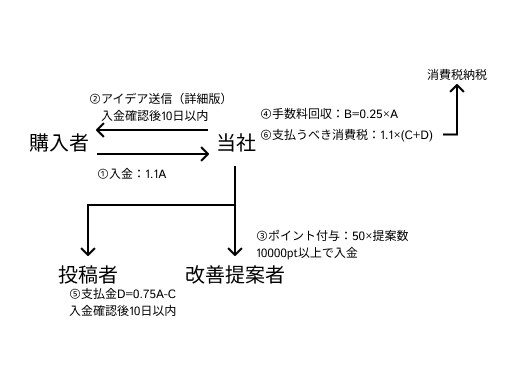 消費税納税
②アイデア送信（詳細版）
入金確認後10日以内
④手数料回収：B=0.25×A
⑥支払うべき消費税：1.1×(C+D)
購入者
当社
①入金：1.1A
③ポイント付与：50×提案数
10000pt以上で入金
投稿者
改善提案者
⑤支払金D=0.75A-C
入金確認後10日以内